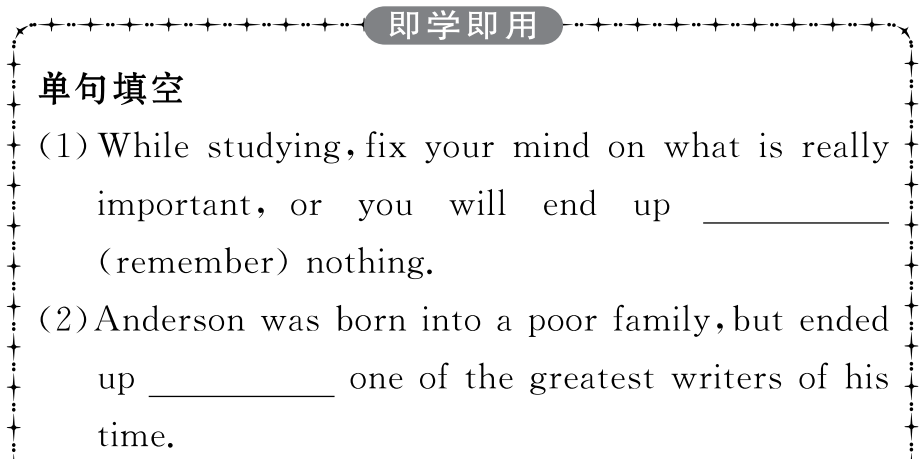 即学即用
单句填空
(1) While studying, fix your mind on what is really
important, or you will end up ________
(remember) nothing.
(2) Anderson was born into a poor family, but ended
up ________ one of the greatest writers of his
time.